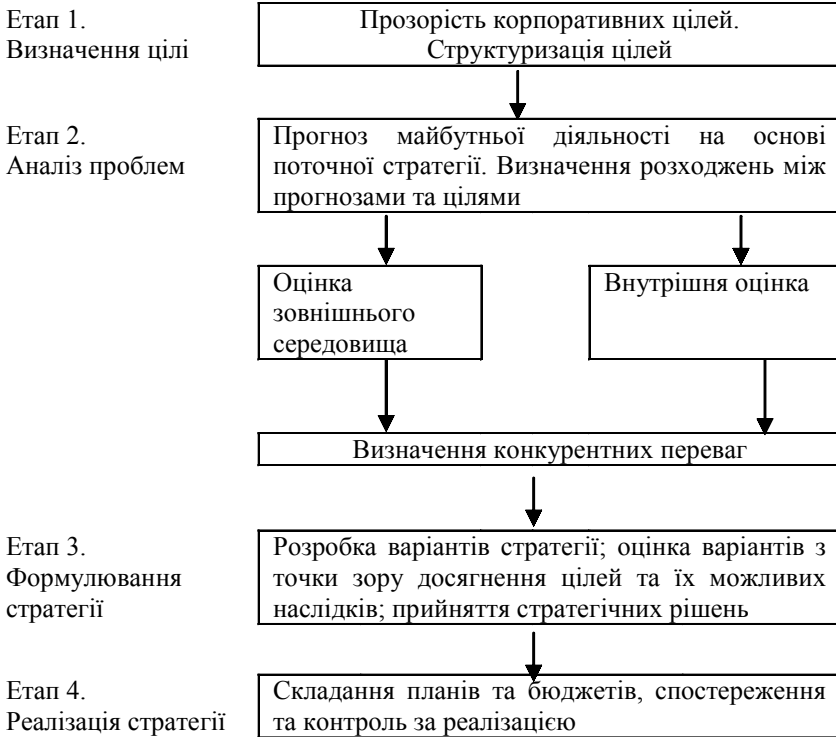 Етап 1.
Визначення цілі
Прозорість корпоративних цілей.
Структуризація цілей
Етап 2.
Аналіз проблем
Прогноз майбутньої діяльності на основі
поточної стратегії. Визначення розходжень між
прогнозами та цілями
Оцінка
зовнішнього
середовища
Внутрішня оцінка
Визначення конкурентних переваг
Етап 3.
Формулювання
стратегії
Розробка варіантів стратегії; оцінка варіантів з
точки зору досягнення цілей та їх можливих
наслідків; прийняття стратегічних рішень
Етап 4.
Реалізація стратегії
Складання планів та бюджетів, спостереження
та контроль за реалізацією